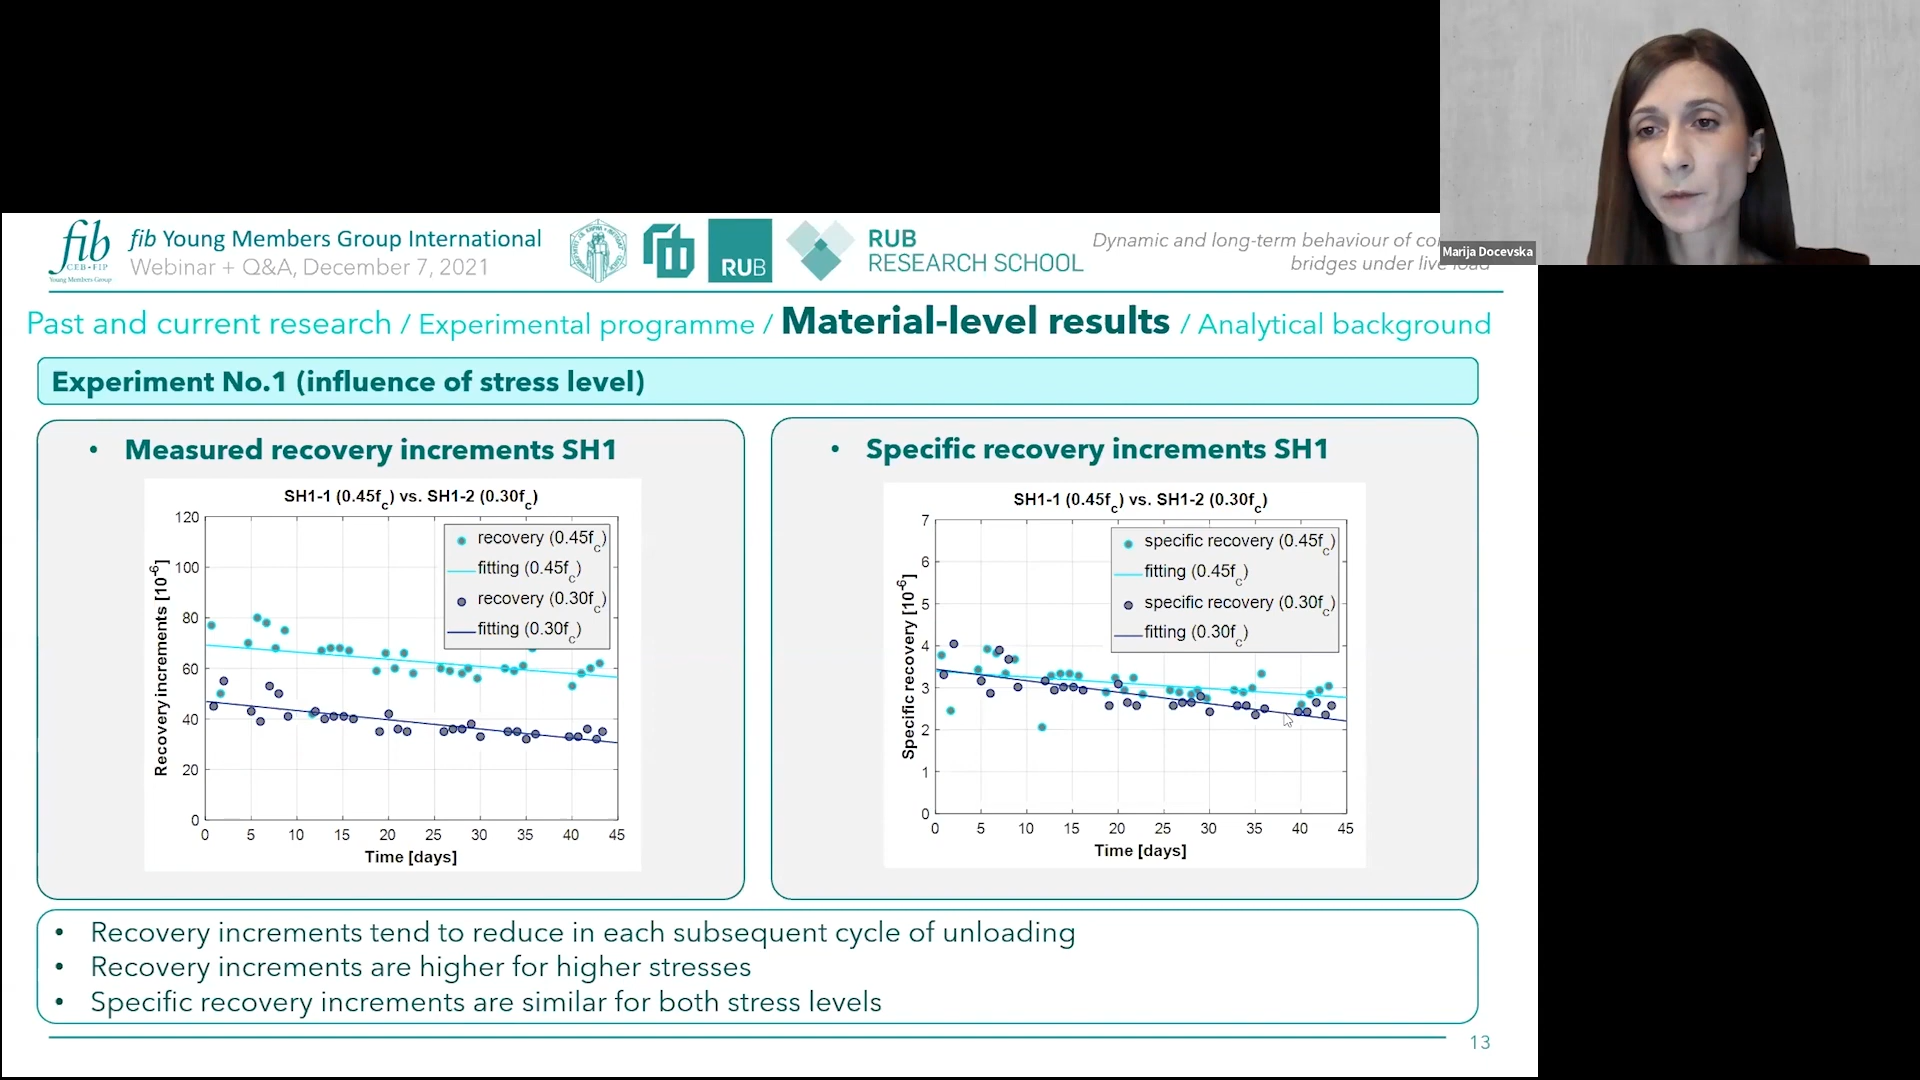 Marija Docevska
fib
CEB-FIP
Young Members Group
fib Young Members Group International
Webinar + Q&A, December 7, 2021
RUB
RUB
RESEARCH SCHOOL
Dynamic and long-term behaviour of co
bridges under live load
Past and current research / Experimental programme / Material-level results / Analytical background
Experiment No.1 (influence of stress level)
• Measured recovery increments SH1
SH1-1 (0.45fc) vs. SH1-2 (0.30fc)
recovery (0.45fc)
fitting (0.45fc)
recovery (0.30fc)
fitting (0.30fc)
Recovery increments [10-6]
120
100
80
60
40
20
0
0 5 10 15 20 25 30 35 40 45
Time [days]
• Specific recovery increments SH1
SH1-1 (0.45fc) vs. SH1-2 (0.30fc)
specific recovery (0.45fc)
fitting (0.45fc)
specific recovery (0.30fc)
fitting (0.30fc)
Specific recovery [10-6]
7
6
5
4
3
2
1
0
0 5 10 15 20 25 30 35 40 45
Time [days]
• Recovery increments tend to reduce in each subsequent cycle of unloading
• Recovery increments are higher for higher stresses
• Specific recovery increments are similar for both stress levels
13